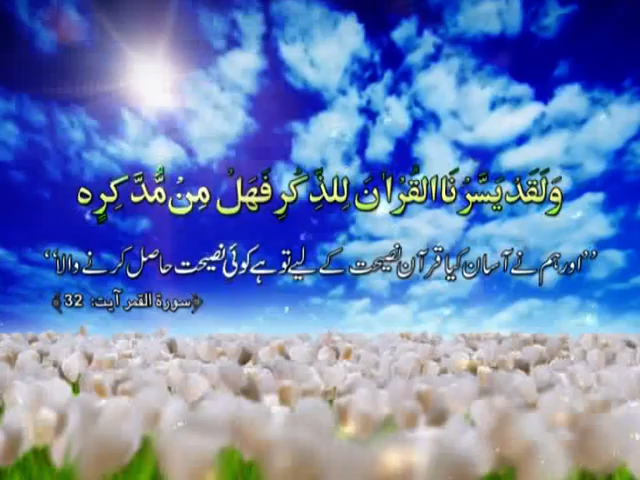 وَلَقَدْ يَسَّرْنَا الْقُرْاٰنَ لِلذِّكْرِ فَهَلْ مِنْ مُّدَّكِرٍ ه
”اور ہم نے آسان کیا قرآن نصیحت کے لیے تو ہے کوئی نصیحت حاصل کرنے والا“
﴿سورۃ القمر آیت: 32﴾